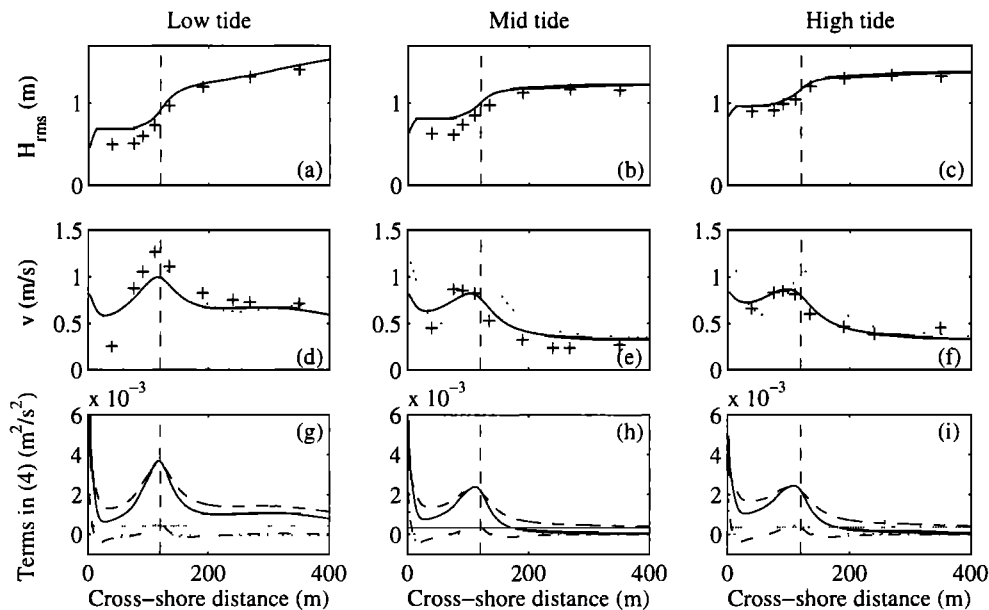 Low tide
Mid tide
High tide
H_rms (m)
1
0
(a)
1
0
(b)
1
0
(c)
v (m/s)
1.5
1
0.5
0
(d)
1.5
1
0.5
0
(e)
1.5
1
0.5
0
(f)
Terms in (4) (m²/s²)
x 10⁻³
6
4
2
0
(g)
x 10⁻³
6
4
2
0
(h)
x 10⁻³
6
4
2
0
(i)
0 200 400
0 200 400
0 200 400
Cross-shore distance (m)
Cross-shore distance (m)
Cross-shore distance (m)